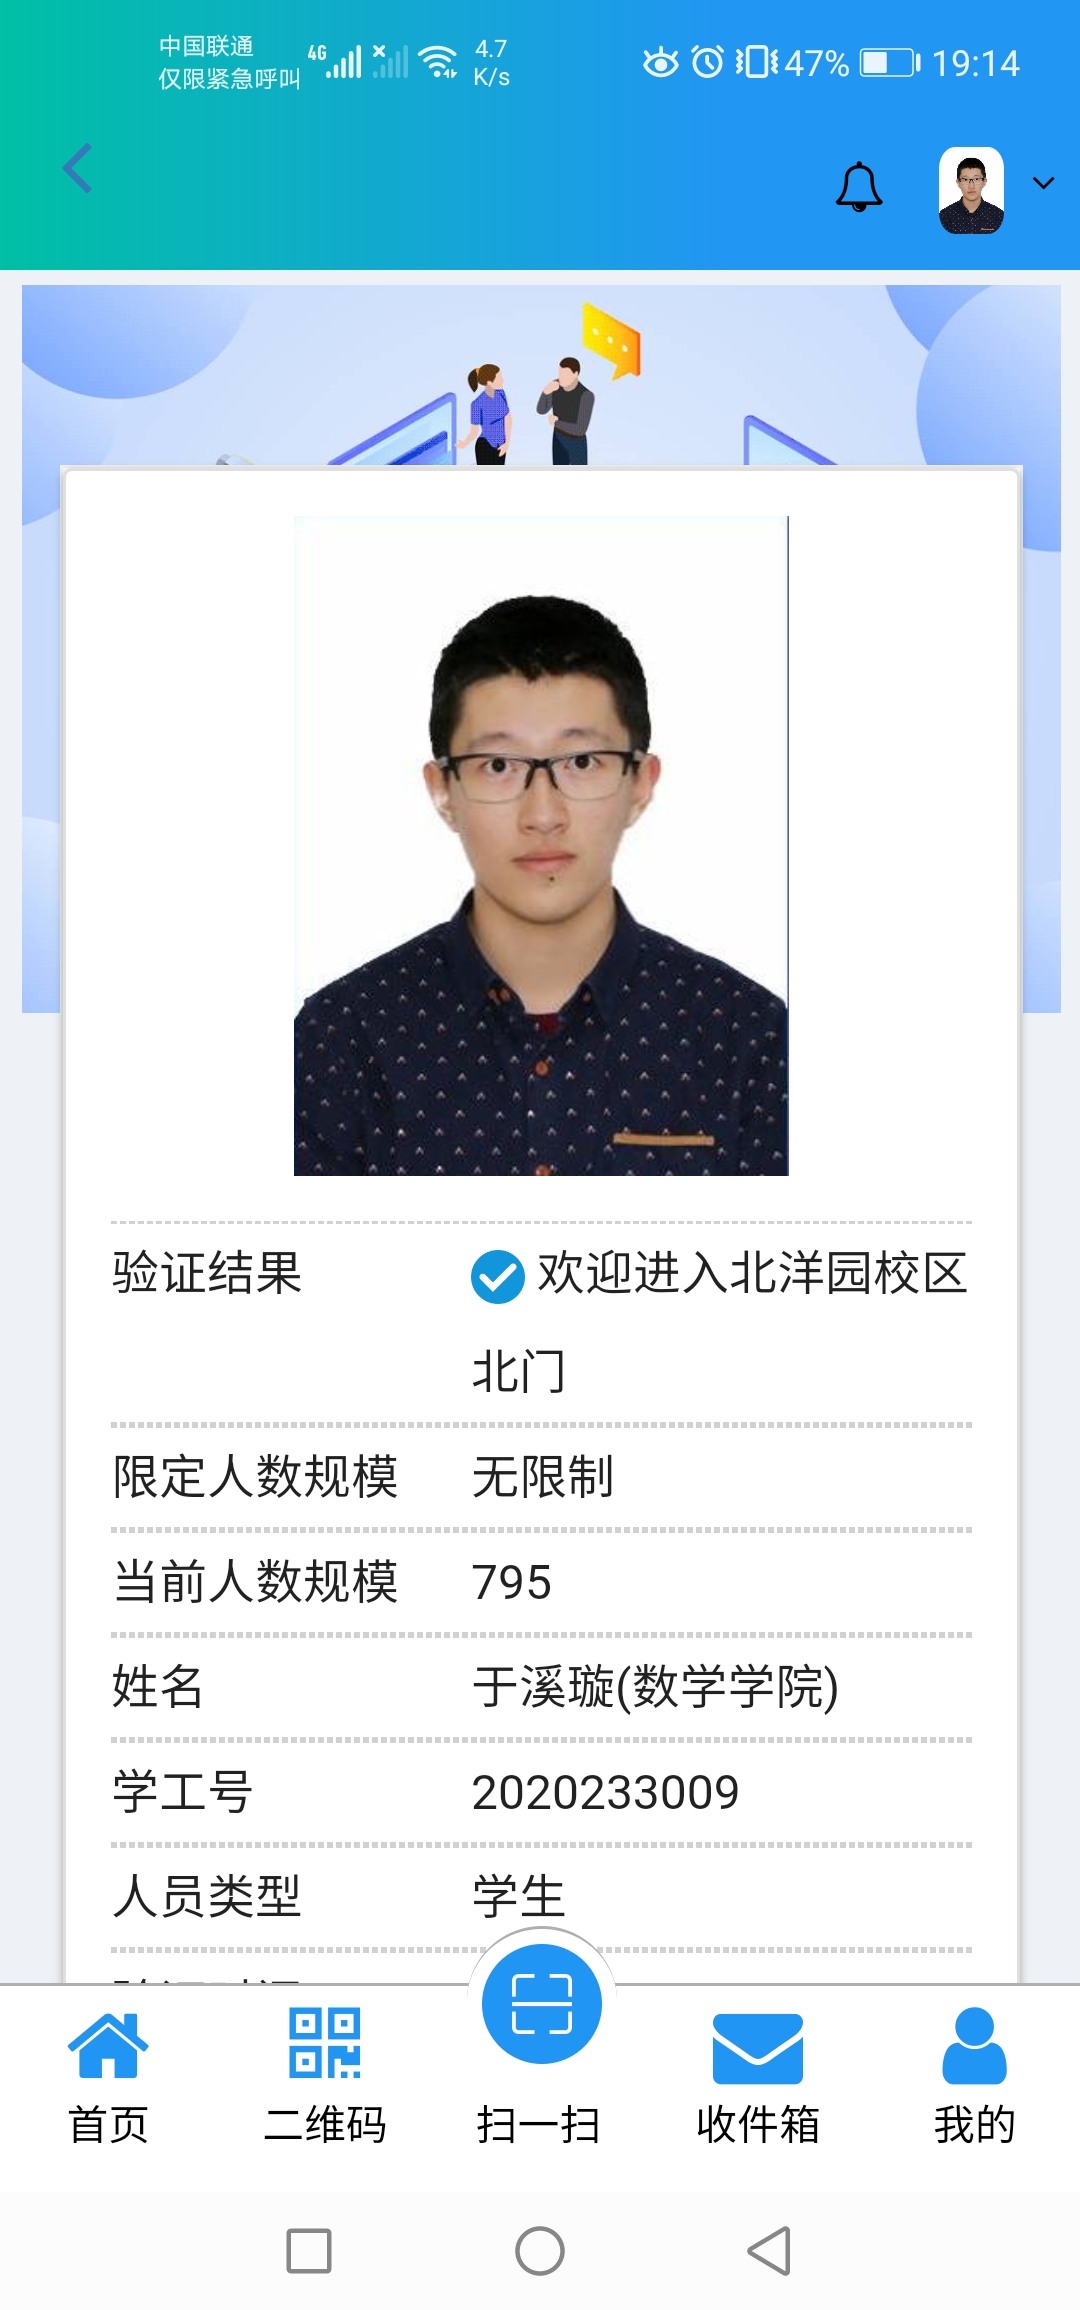 中国联通
仅限紧急呼叫
4G
4.7
K/s
47%
19:14
验证结果 欢迎进入北洋园校区
北门
限定人数规模 无限制
当前人数规模 795
姓名 于溪璇(数学学院)
学工号 2020233009
人员类型 学生
首页 二维码 扫一扫 收件箱 我的